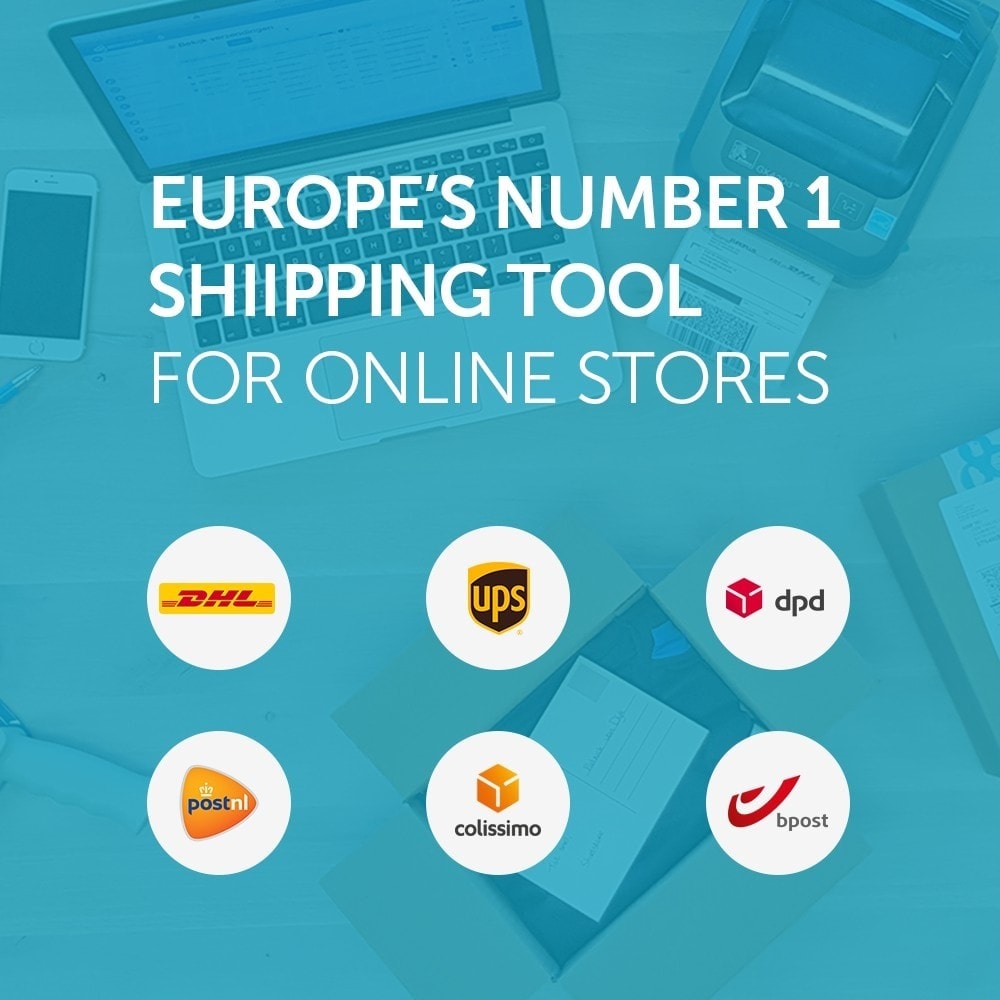 EUROPE’S NUMBER 1
SHIIPPING TOOL
FOR ONLINE STORES
DHL
ups
®
dpd
postnl
colissimo
bpost